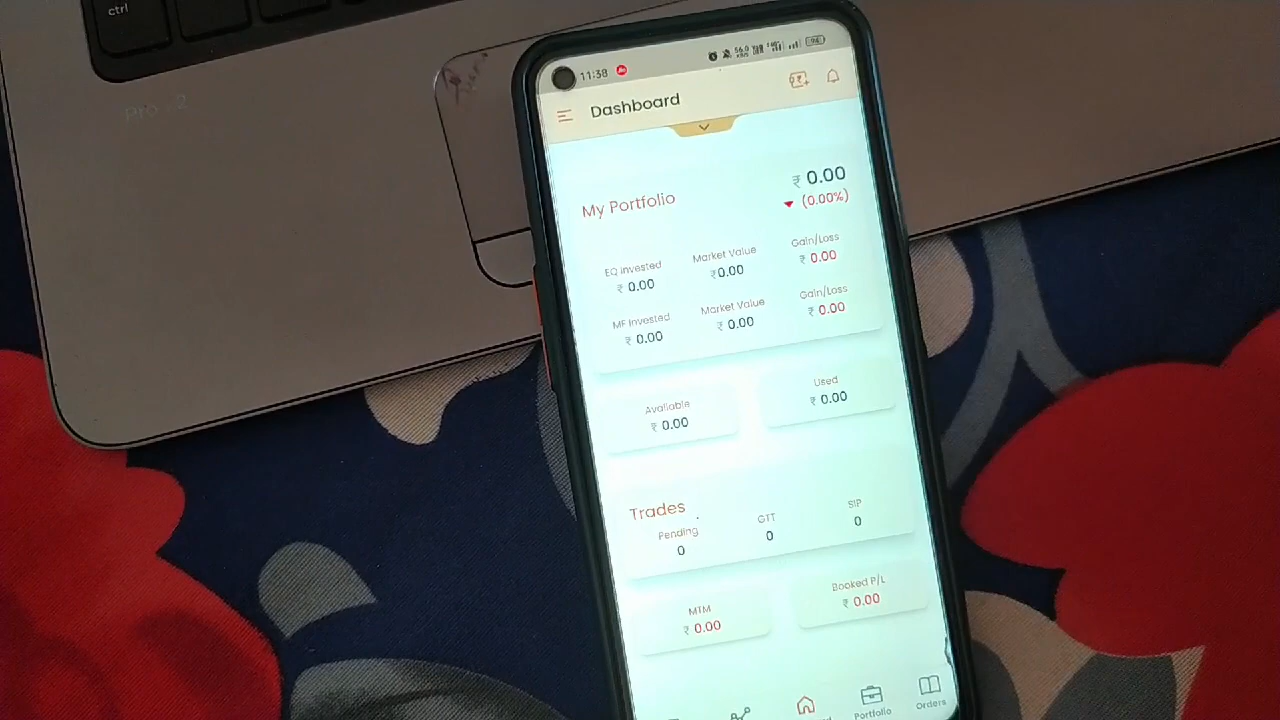 ctrl
Pro 2
11:38
Dashboard
My Portfolio
₹ 0.00
(0.00%)
EQ Invested
₹ 0.00
Market Value
₹0.00
Gain/Loss
₹ 0.00
MF Invested
₹ 0.00
Market Value
₹ 0.00
Gain/Loss
₹ 0.00
Available
₹ 0.00
Used
₹ 0.00
Trades
Pending
0
GTT
0
SIP
0
MTM
₹ 0.00
Booked P/L
₹ 0.00
Portfolio
Orders